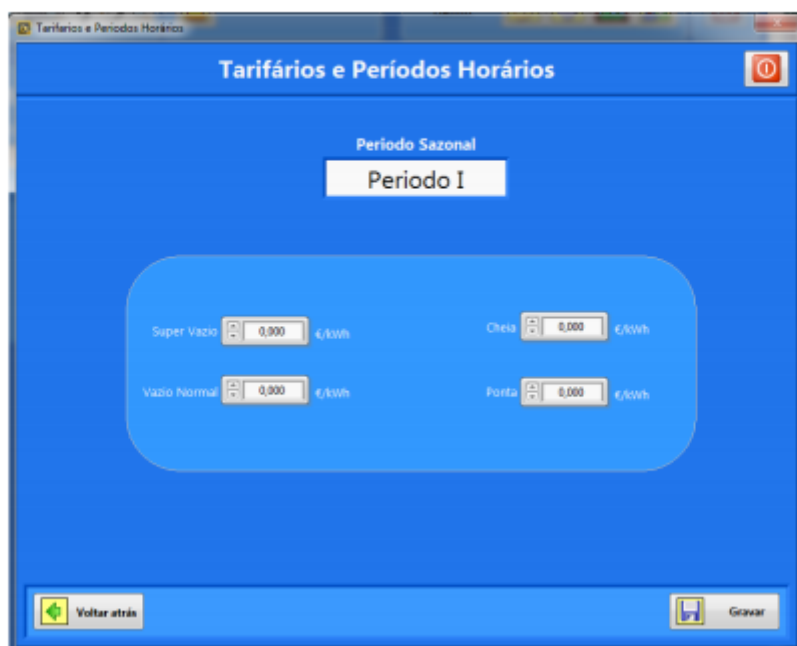 Tarifários e Periodos Horários
Tarifários e Períodos Horários
Periodo Sazonal
Periodo I
Super Vazio 0,000 €/kWh
Cheia 0,000 €/kWh
Vazio Normal 0,000 €/kWh
Ponta 0,000 €/kWh
Voltar atrás
Gravar